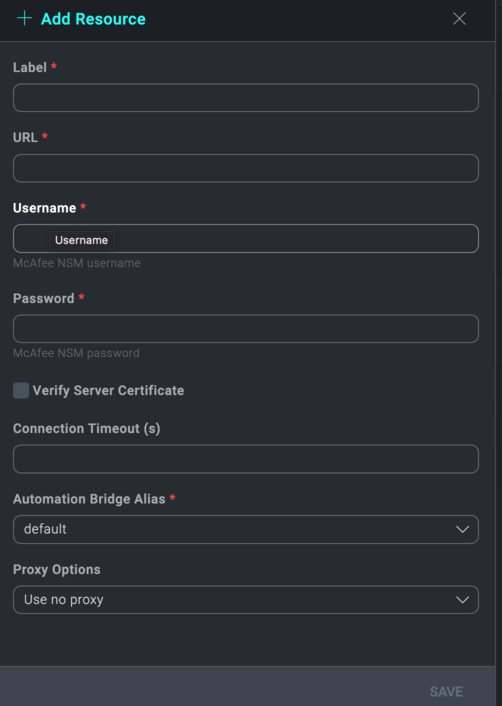 + Add Resource
Label *
URL *
Username *
Username
McAfee NSM username
Password *
McAfee NSM password
Verify Server Certificate
Connection Timeout (s)
Automation Bridge Alias *
default
Proxy Options
Use no proxy
SAVE